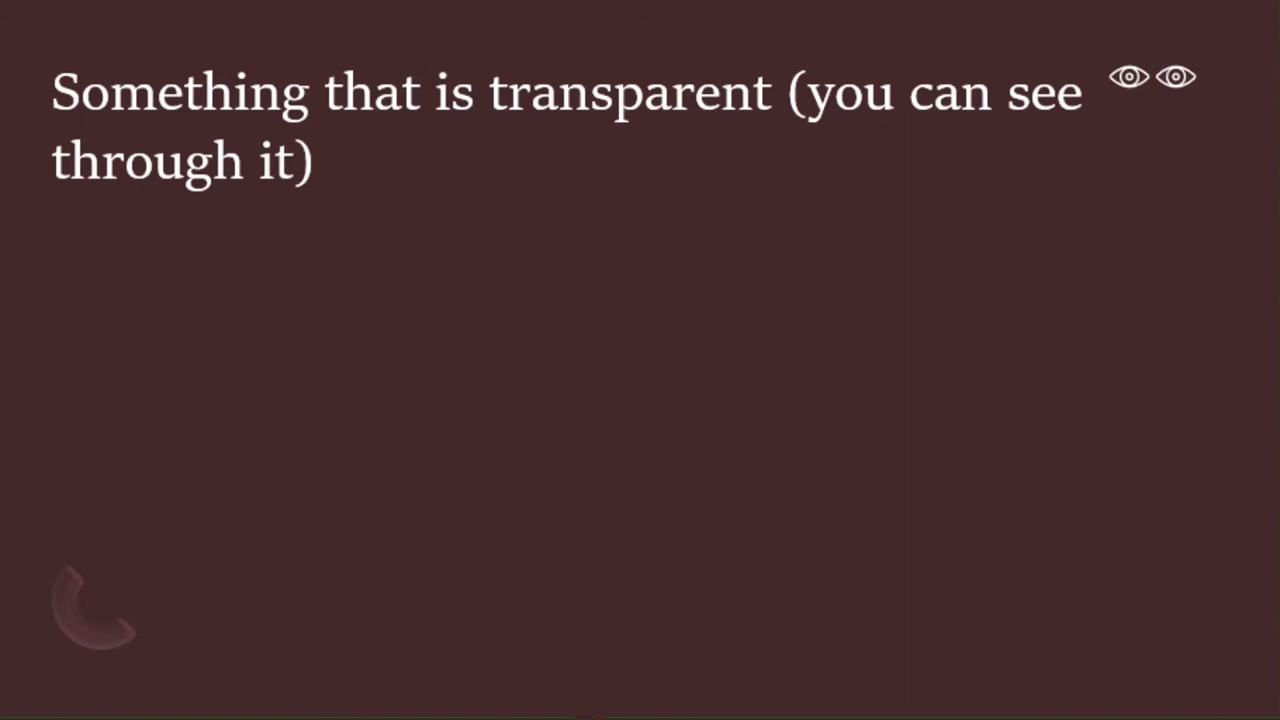 Something that is transparent (you can see
through it)